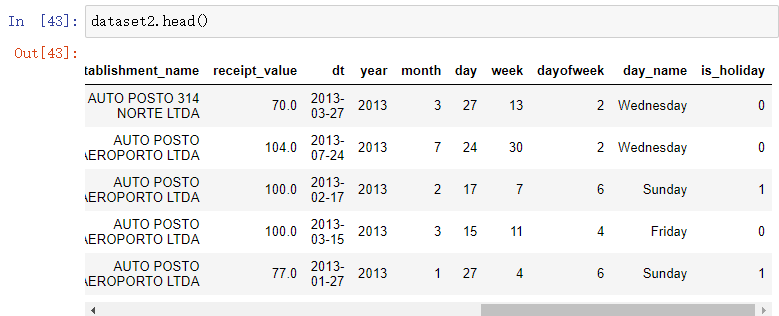 In [43]: dataset2.head()
Out[43]:
tablishment_name receipt_value dt year month day week dayofweek day_name is_holiday
AUTO POSTO 314 NORTE LTDA 70.0 2013-03-27 2013 3 27 13 2 Wednesday 0
AUTO POSTO AEROPORTO LTDA 104.0 2013-07-24 2013 7 24 30 2 Wednesday 0
AUTO POSTO AEROPORTO LTDA 100.0 2013-02-17 2013 2 17 7 6 Sunday 1
AUTO POSTO AEROPORTO LTDA 100.0 2013-03-15 2013 3 15 11 4 Friday 0
AUTO POSTO AEROPORTO LTDA 77.0 2013-01-27 2013 1 27 4 6 Sunday 1